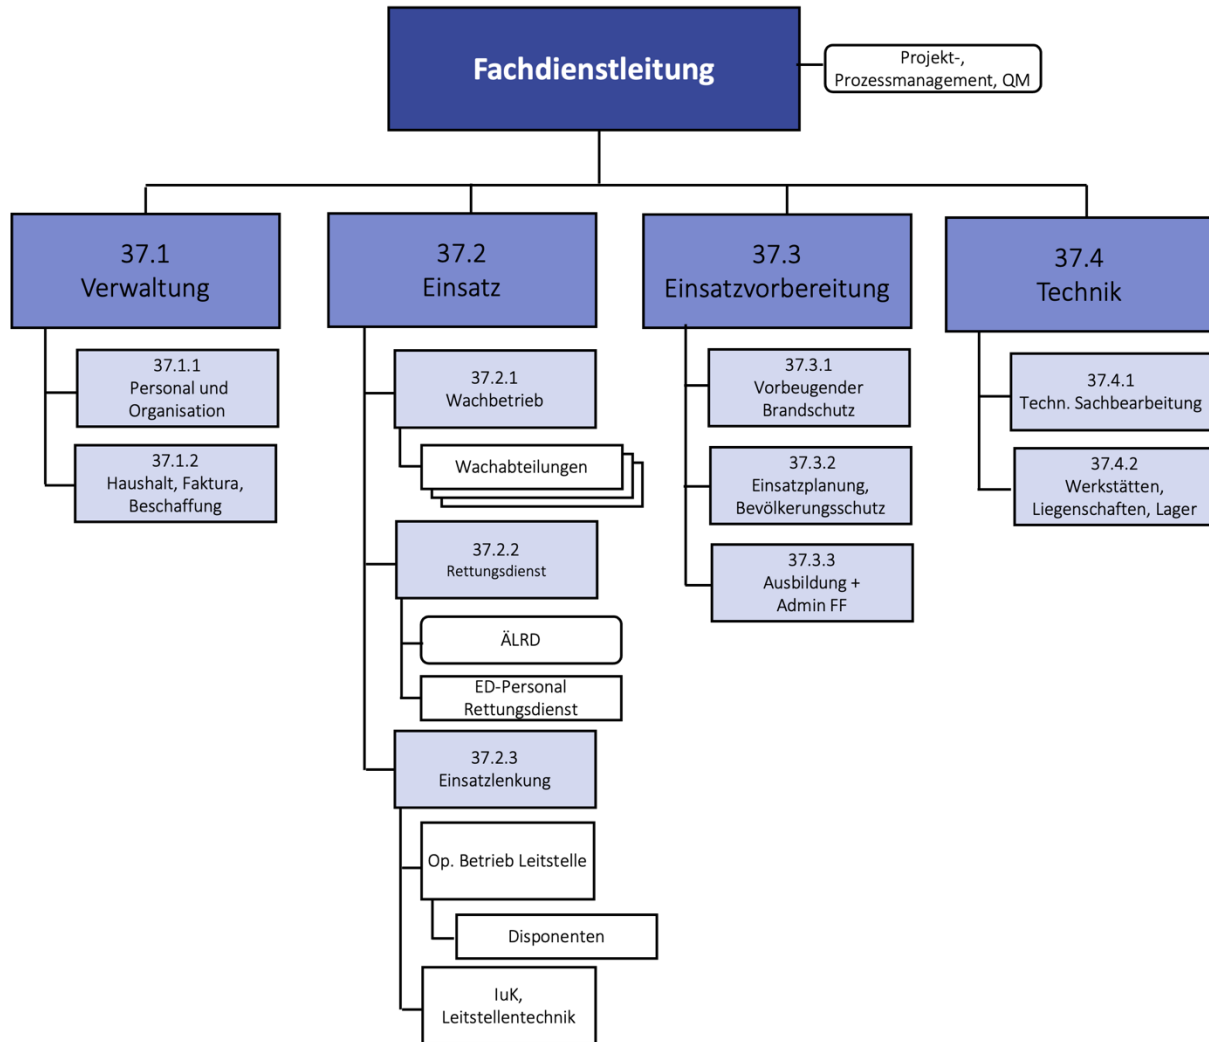 Fachdienstleitung
Projekt-,
Prozessmanagement, QM
37.1
Verwaltung
37.1.1
Personal und
Organisation
37.1.2
Haushalt, Faktura,
Beschaffung
37.2
Einsatz
37.2.1
Wachbetrieb
Wachabteilungen
37.2.2
Rettungsdienst
ÄLRD
ED-Personal
Rettungsdienst
37.2.3
Einsatzlenkung
Op. Betrieb Leitstelle
Disponenten
IuK,
Leitstellentechnik
37.3
Einsatzvorbereitung
37.3.1
Vorbeugender
Brandschutz
37.3.2
Einsatzplanung,
Bevölkerungsschutz
37.3.3
Ausbildung +
Admin FF
37.4
Technik
37.4.1
Techn. Sachbearbeitung
37.4.2
Werkstätten,
Liegenschaften, Lager